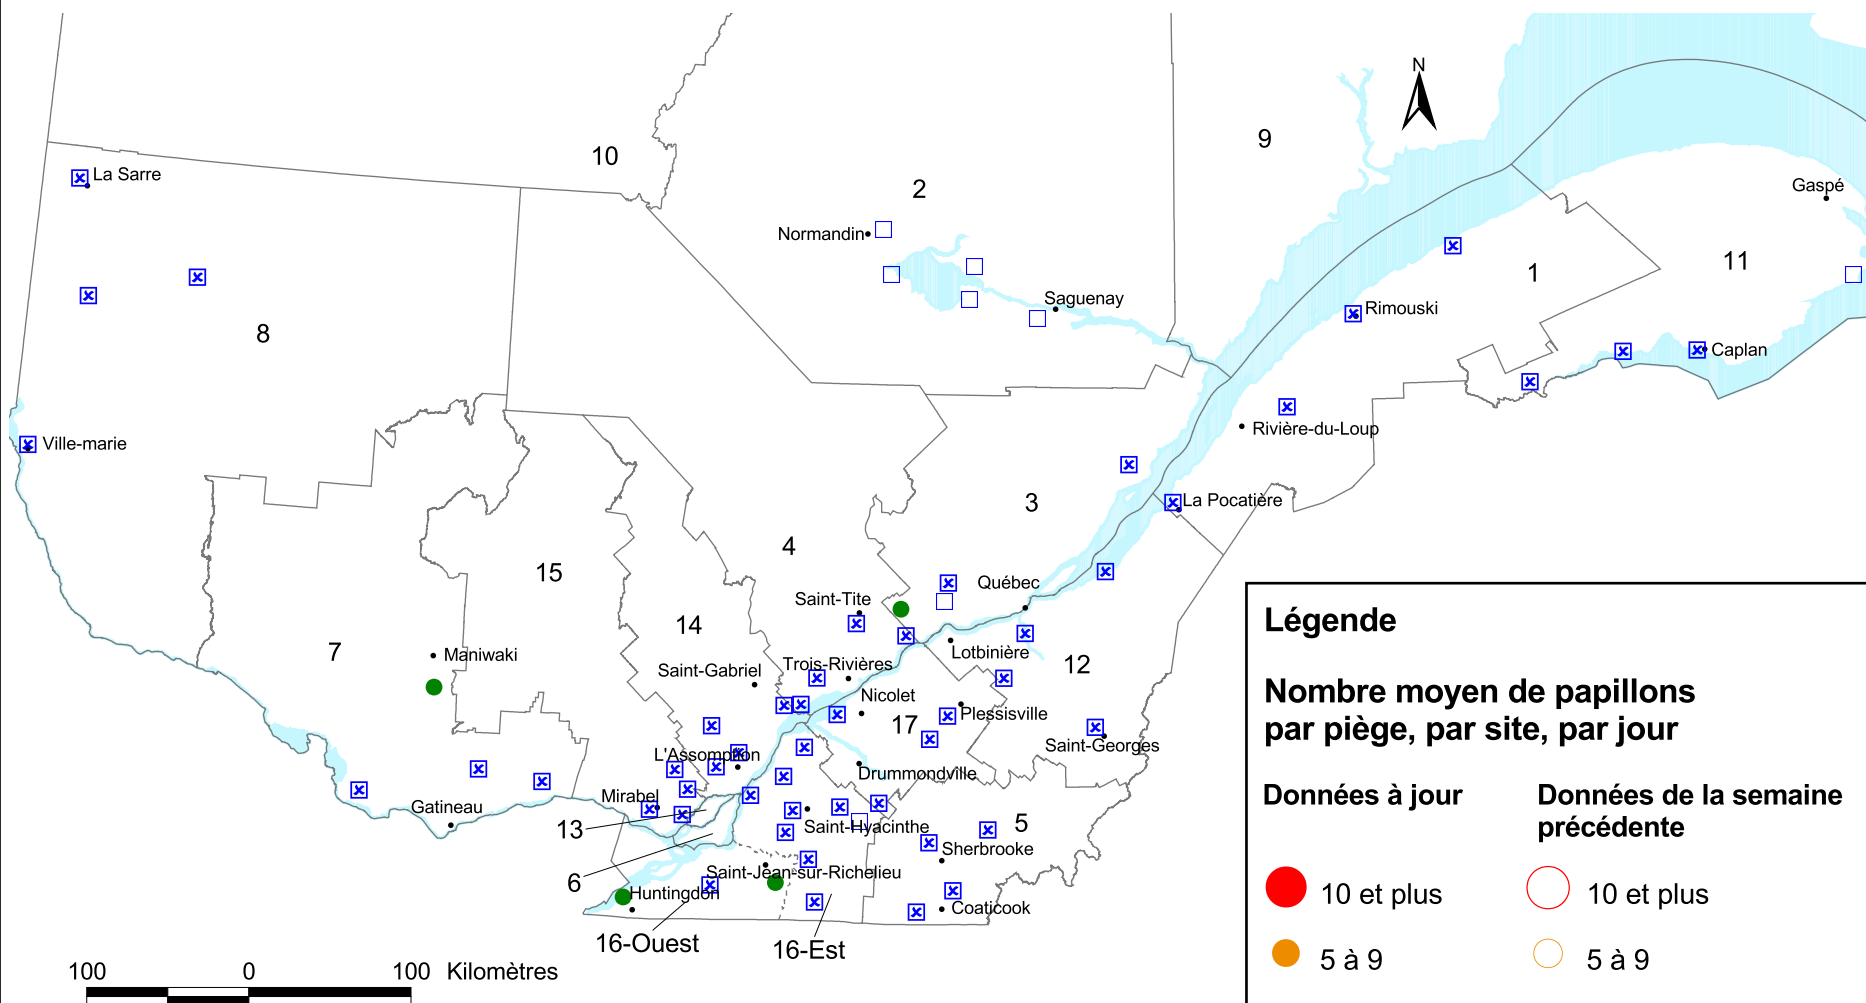 N
9
10
La Sarre
2
Gaspé
Normandin
11
1
Saguenay
Rimouski
8
Caplan
Rivière-du-Loup
Ville-marie
La Pocatière
3
4
15
Québec
Saint-Tite
14
7
Maniwaki
Lotbinière
12
Saint-Gabriel
Trois-Rivières
Nicolet
Plessisville
17
Saint-Georges
L'Assomption
Drummondville
Mirabel
Gatineau
13
Saint-Hyacinthe
5
Sherbrooke
6
Saint-Jean-sur-Richelieu
Huntingdon
Coaticook
16-Ouest
16-Est
100 0 100 Kilomètres
Légende
Nombre moyen de papillons
par piège, par site, par jour
Données à jour
Données de la semaine
précédente
10 et plus
10 et plus
5 à 9
5 à 9